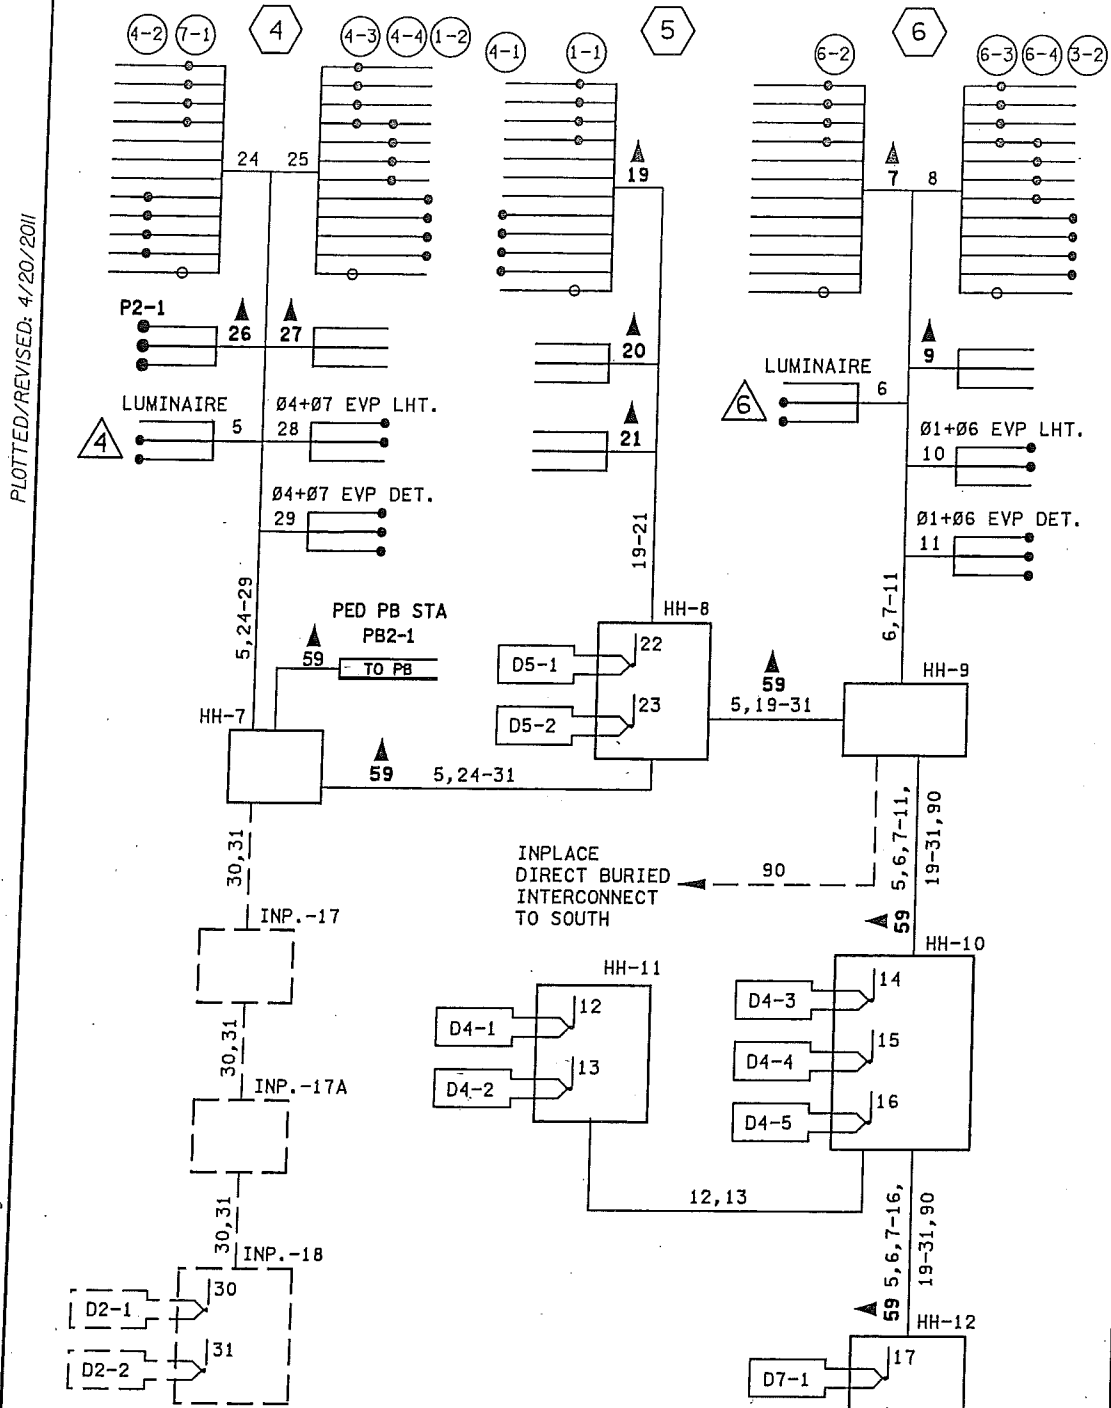 PLOTTED/REVISED: 4/20/2011
4-2 7-1 4 4-3 4-4 1-2
4-1 1-1 5
6-2 6 6-3 6-4 3-2
24 25
19
7 8
P2-1
26 27
20
9
LUMINAIRE
6 6
LUMINAIRE
4 5
Ø4+Ø7 EVP LHT.
28
21
Ø1+Ø6 EVP LHT.
10
Ø4+Ø7 EVP DET.
29
Ø1+Ø6 EVP DET.
11
5,24-29
19-21
6,7-11
PED PB STA
PB2-1
59
TO PB
HH-7
HH-8
D5-1 22
D5-2 23
59
5,19-31
HH-9
59 5,24-31
30,31
INPLACE
DIRECT BURIED
INTERCONNECT
TO SOUTH
90
5,6,7-11,
19-31,90
59
INP.-17
30,31
INP.-17A
30,31
INP.-18
D2-1 30
D2-2 31
HH-11
D4-1 12
D4-2 13
12,13
HH-10
D4-3 14
D4-4 15
D4-5 16
59 5,6,7-16,
19-31,90
HH-12
D7-1 17